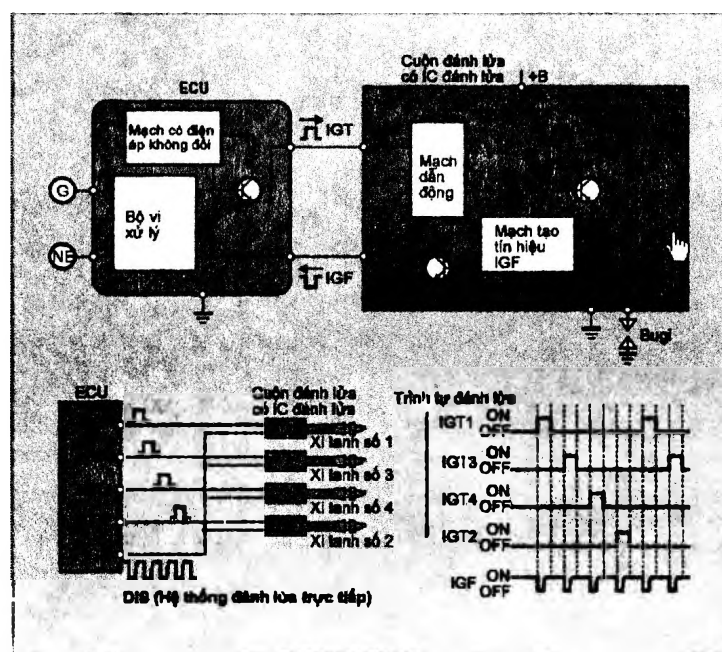 Cuộn đánh lửa
có IC đánh lửa
+B
ECU
Mạch có điện
áp không đổi
IGT
Mạch
dẫn
động
G
Bộ vi
xử lý
Mạch tạo
tín hiệu
IGF
NE
IGF
Bugi
ECU
Cuộn đánh lửa
có IC đánh lửa
Xi lanh số 1
Xi lanh số 3
Xi lanh số 4
Xi lanh số 2
DIS (Hệ thống đánh lửa trực tiếp)
Trình tự đánh lửa
IGT1 ON
OFF
IGT3 ON
OFF
IGT4 ON
OFF
IGT2 ON
OFF
IGF ON
OFF